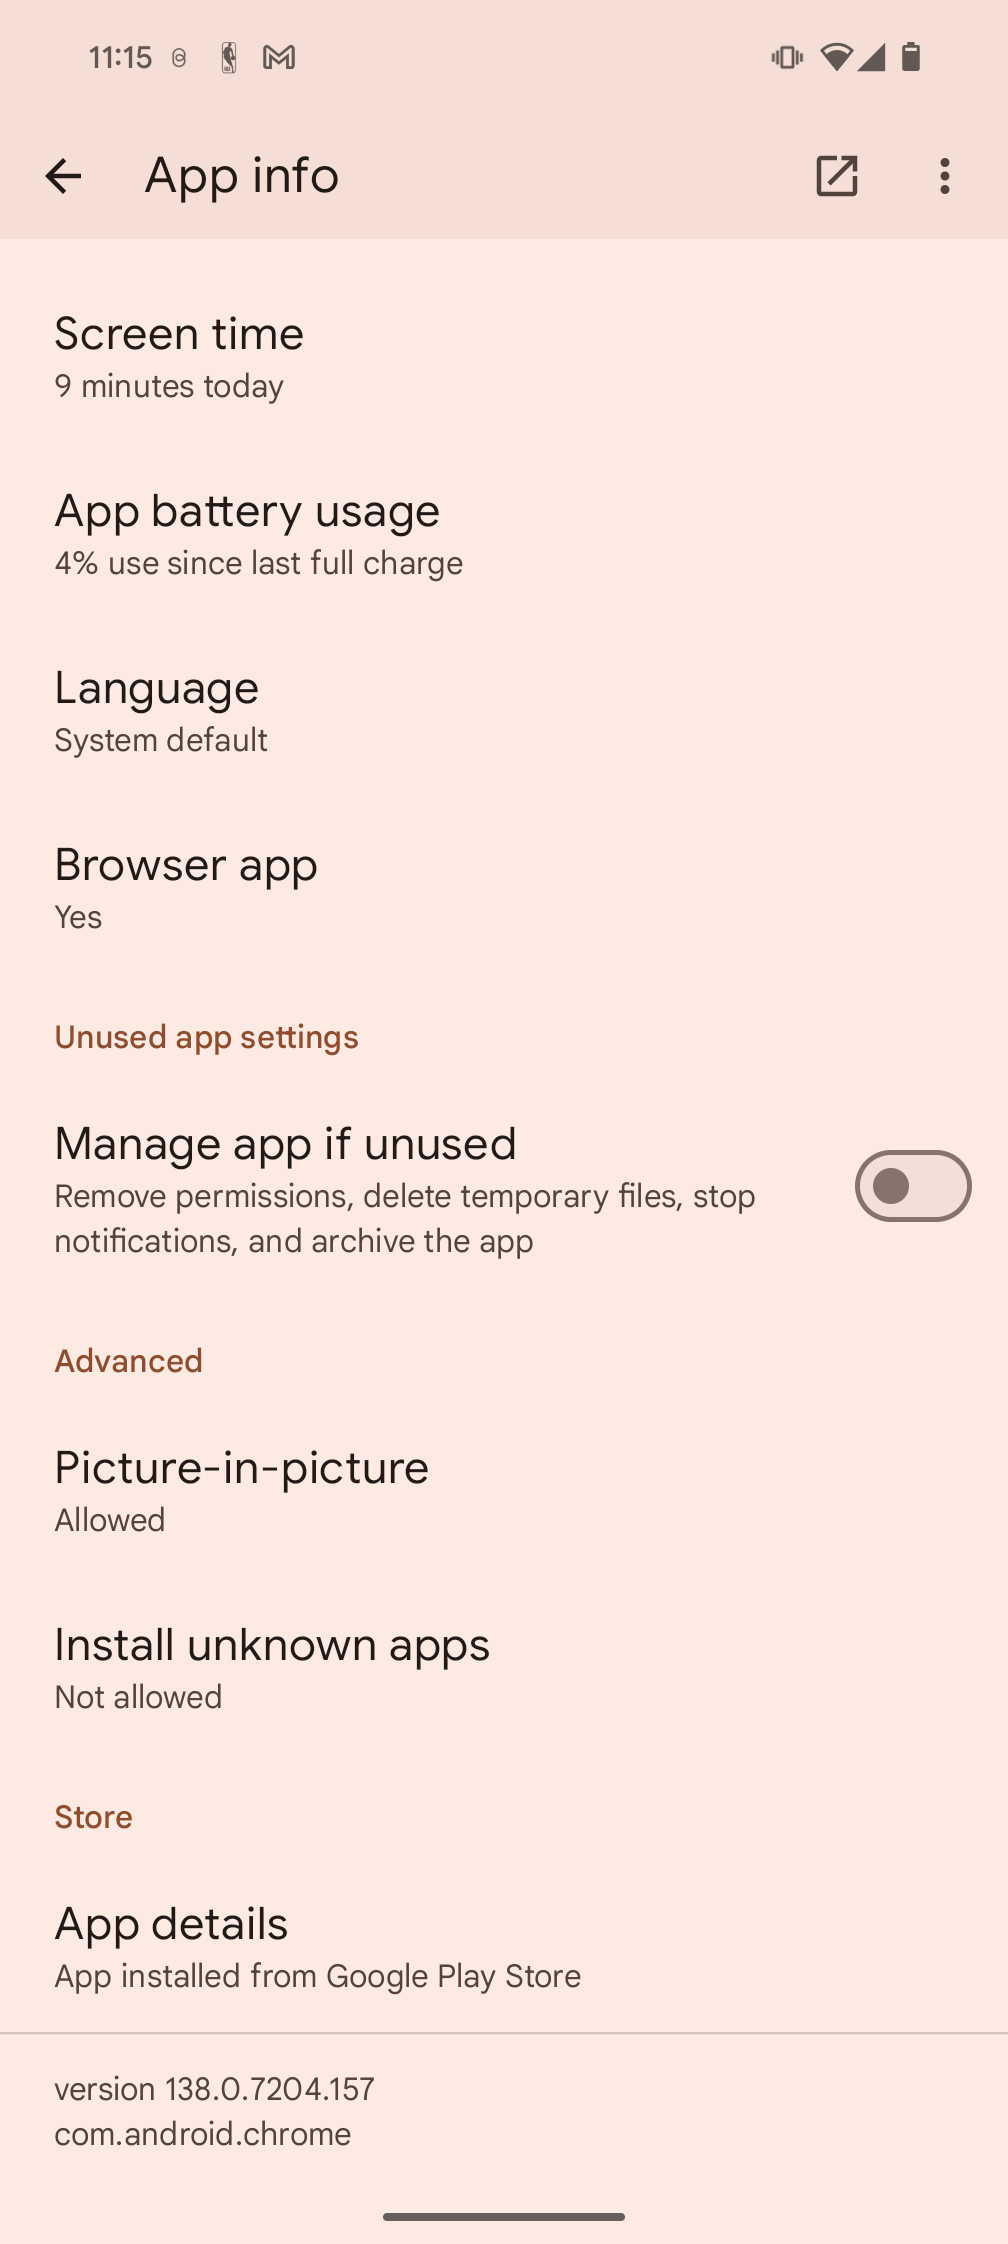 11:15
App info
Screen time
9 minutes today
App battery usage
4% use since last full charge
Language
System default
Browser app
Yes
Unused app settings
Manage app if unused
Remove permissions, delete temporary files, stop
notifications, and archive the app
Advanced
Picture-in-picture
Allowed
Install unknown apps
Not allowed
Store
App details
App installed from Google Play Store
version 138.0.7204.157
com.android.chrome